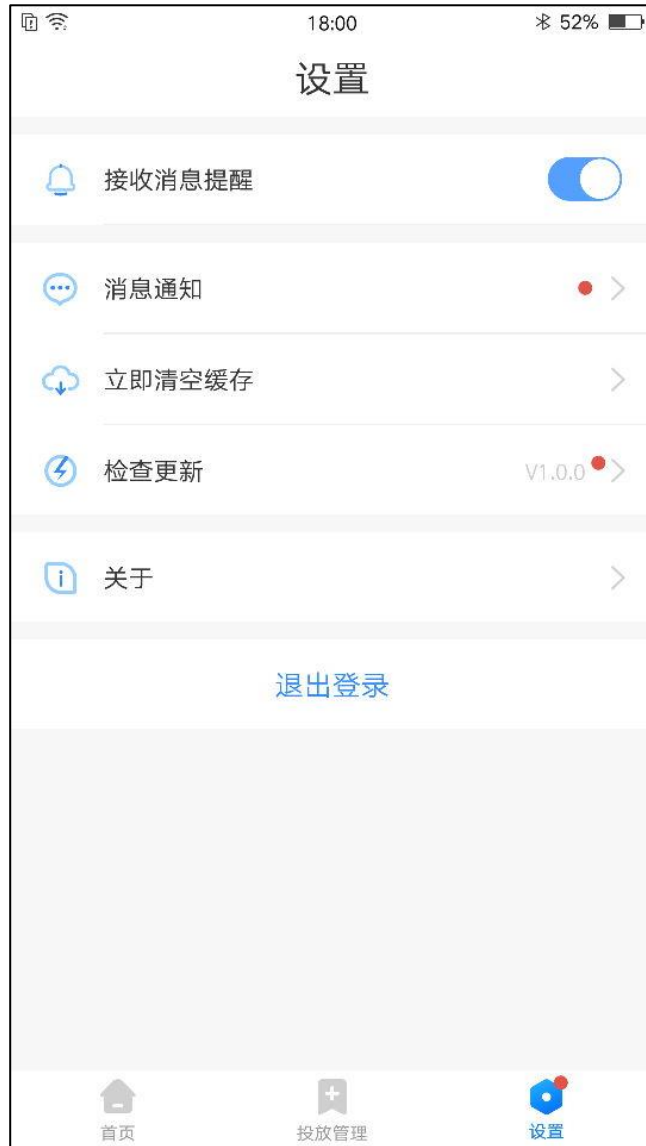 18:00
52%
设置
接收消息提醒
消息通知
立即清空缓存
检查更新
V1.0.0
关于
退出登录
首页
投放管理
设置